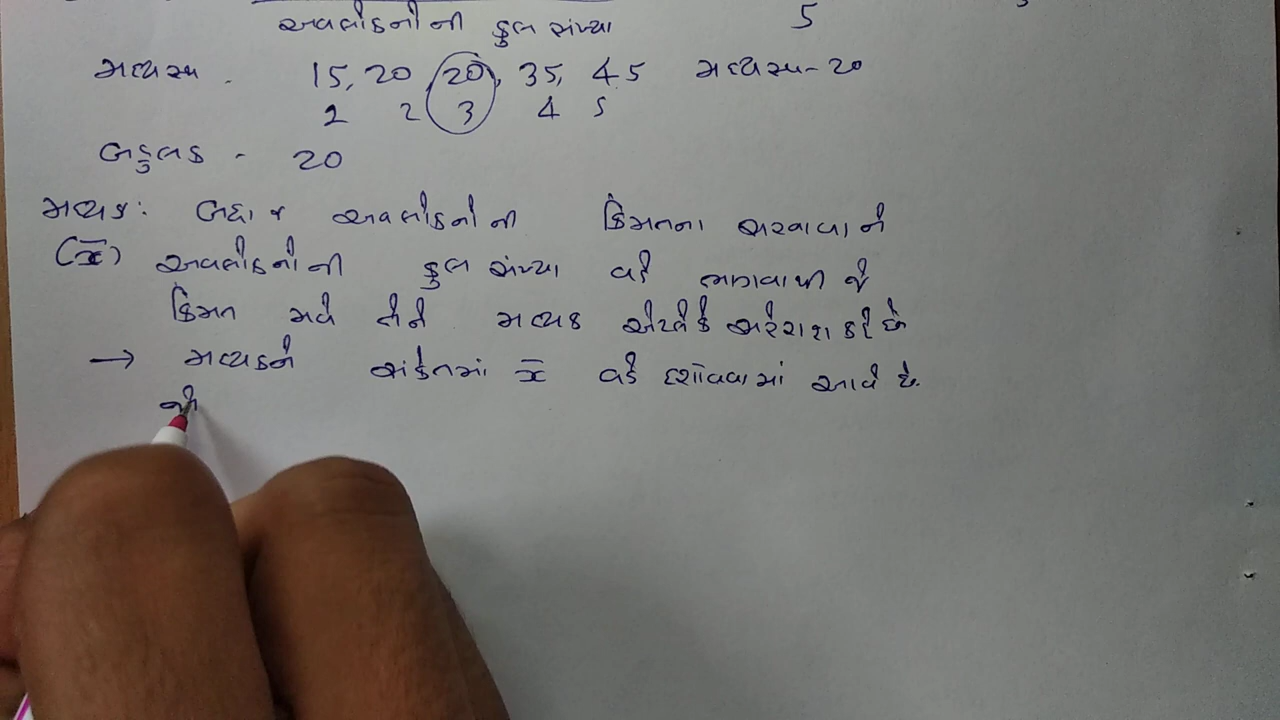 અવલોકનોની કુલ સંખ્યા 5
મધ્યસ્થ - 15, 20, 20, 35, 45 મધ્યસ્થ - 20
1 2 3 4 5
બહુલક - 20
મધ્યક: બધા જ અવલોકનોની કિંમતના સરવાળાને
(x̄) અવલોકનોની કુલ સંખ્યા વડે ભાગવાથી જે
કિંમત મળે તેને મધ્યક એટલેકે સરેરાશ કહે છે
→ મધ્યકને સંકેતમાં x̄ વડે દર્શાવવામાં આવે છે.
જો